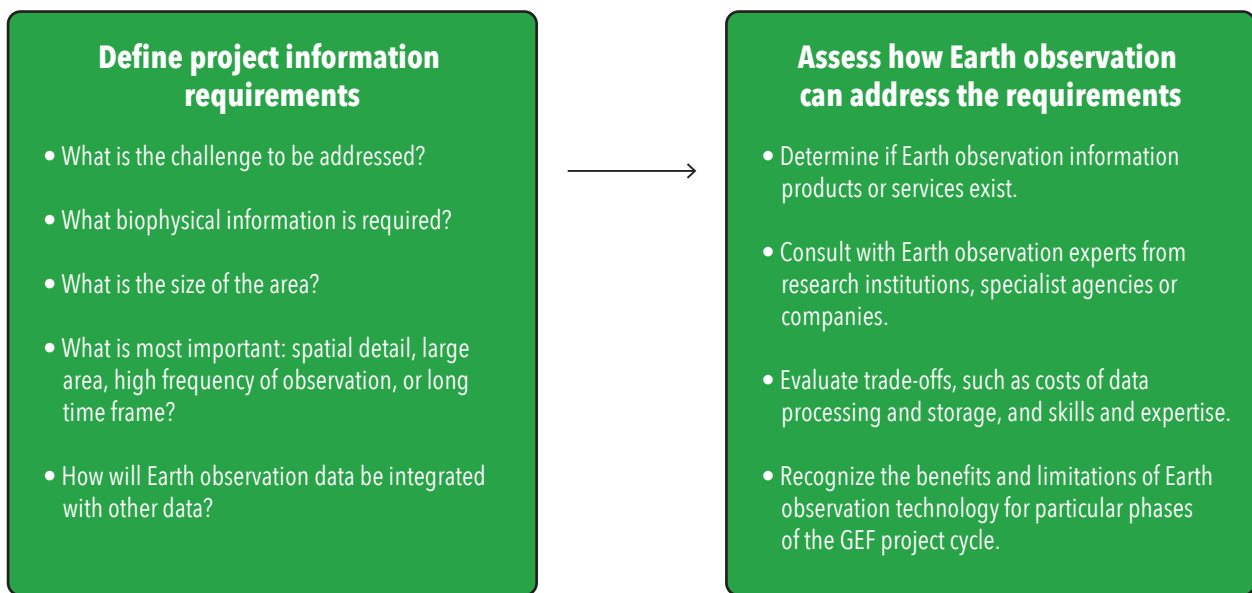 Define project information
requirements
• What is the challenge to be addressed?
• What biophysical information is required?
• What is the size of the area?
• What is most important: spatial detail, large
area, high frequency of observation, or long
time frame?
• How will Earth observation data be integrated
with other data?
Assess how Earth observation
can address the requirements
• Determine if Earth observation information
products or services exist.
• Consult with Earth observation experts from
research institutions, specialist agencies or
companies.
• Evaluate trade-offs, such as costs of data
processing and storage, and skills and expertise.
• Recognize the benefits and limitations of Earth
observation technology for particular phases
of the GEF project cycle.